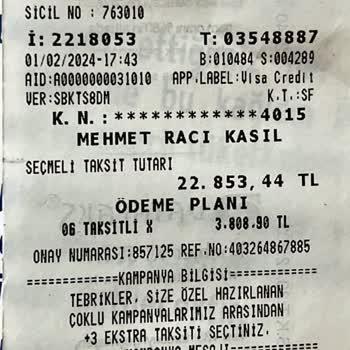 SİCİL NO : 763010
İ: 2218053 T: 03548887
01/02/2024-17:43 B:010484 S:004289
AID:A0000000031010 APP.LABEL:Visa Credit
VER:SBKTS8DM K.T.:SF
K. N. : ************4015
MEHMET RACI KASIL
SEÇMELİ TAKSİT TUTARI
22. 853, 44 TL
ÖDEME PLANI
06 TAKSİTLİ X 3.808.90 TL
ONAY NUMARASI:857125 REF.NO:403264867885
============KAMPANYA BİLGİSİ============
TEBRİKLER, SİZE ÖZEL HAZIRLANAN
ÇOKLU KAMPANYALARIMIZ ARASINDAN
+3 EKSTRA TAKSİTİ SEÇTİNİZ.